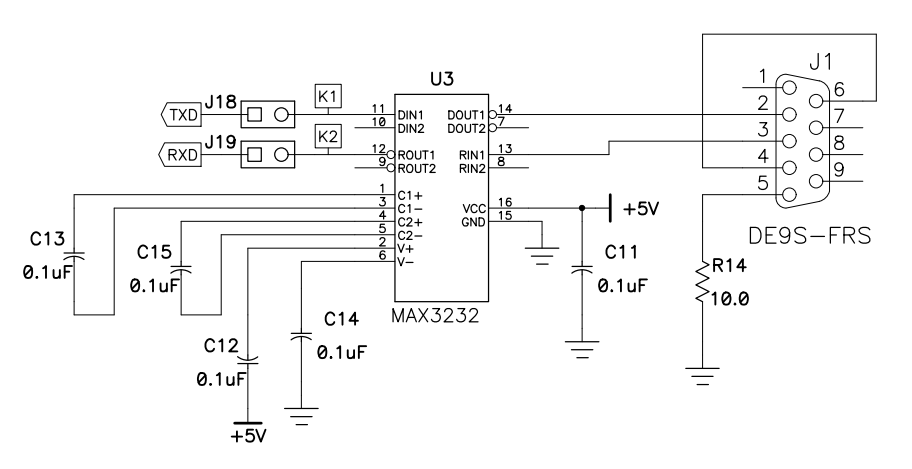 U3
J1
TXD
J18
K1
11
DIN1
10
DIN2
DOUT1
14
DOUT2
7
RXD
J19
K2
12
ROUT1
9
ROUT2
RIN1
13
RIN2
8
1
C1+
3
C1-
4
C2+
5
C2-
2
V+
6
V-
VCC
16
GND
15
+5V
1
2
3
4
5
6
7
8
9
DE9S-FRS
C13
0.1uF
C15
0.1uF
C11
0.1uF
R14
10.0
MAX3232
C14
0.1uF
C12
0.1uF
+5V